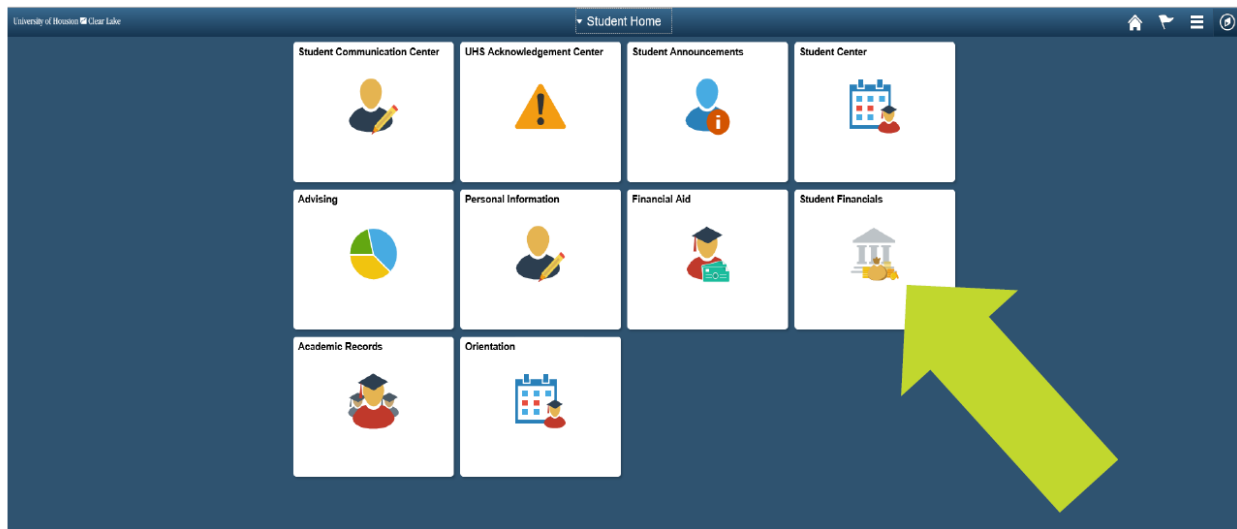 University of Houston Clear Lake
Student Home
Student Communication Center
UHS Acknowledgement Center
Student Announcements
Student Center
Advising
Personal Information
Financial Aid
Student Financials
Academic Records
Orientation